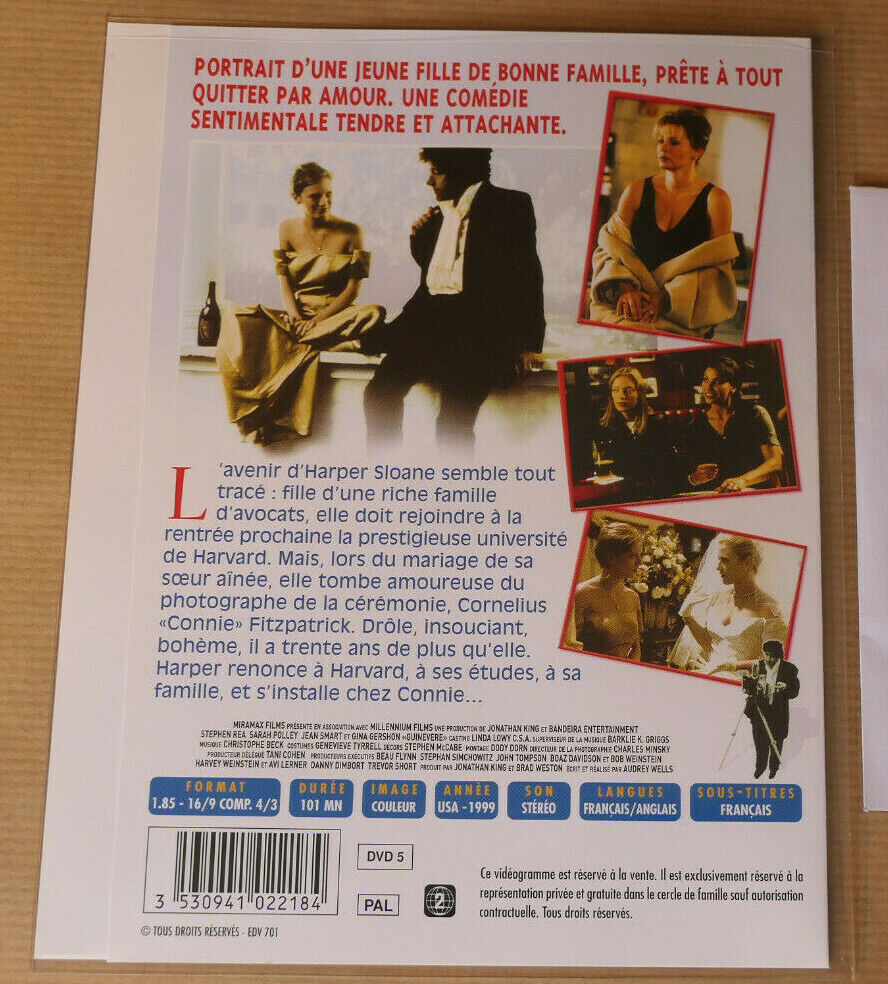 PORTRAIT D'UNE JEUNE FILLE DE BONNE FAMILLE, PRÊTE À TOUT
QUITTER PAR AMOUR. UNE COMÉDIE
SENTIMENTALE TENDRE ET ATTACHANTE.
L'avenir d'Harper Sloane semble tout
tracé : fille d'une riche famille
d'avocats, elle doit rejoindre à la
rentrée prochaine la prestigieuse université
de Harvard. Mais, lors du mariage de sa
sœur aînée, elle tombe amoureuse du
photographe de la cérémonie, Cornelius
«Connie» Fitzpatrick. Drôle, insouciant,
bohème, il a trente ans de plus qu'elle.
Harper renonce à Harvard, à ses études, à sa
famille, et s'installe chez Connie...
MIRAMAX FILMS PRÉSENTE EN ASSOCIATION AVEC MILLENNIUM FILMS UNE PRODUCTION DE JONATHAN KING ET BANDEIRA ENTERTAINMENT
STEPHEN REA SARAH POLLEY JEAN SMART ET GINA GERSHON «GUINEVERE» CASTING LINDA LOWY C.S.A. SUPERVISEUR DE LA MUSIQUE BARKLIE K. GRIGGS
MUSIQUE CHRISTOPHE BECK COSTUMES GENEVIEVE TYRRELL DÉCORS STEPHEN McCABE MONTAGE DODY DORN DIRECTEUR DE LA PHOTOGRAPHIE CHARLES MINSKY
PRODUCTEUR DÉLÉGUÉ TANI COHEN PRODUCTEURS EXÉCUTIFS BEAU FLYNN STEPHAN SIMCHOWITZ JOHN TOMPSON BOAZ DAVIDSON ET BOB WEINSTEIN
HARVEY WEINSTEIN ET AVI LERNER DANNY DIMBORT TREVOR SHORT PRODUIT PAR JONATHAN KING ET BRAD WESTON ÉCRIT ET RÉALISÉ PAR AUDREY WELLS
FORMAT DURÉE IMAGE ANNÉE SON LANGUES SOUS-TITRES
1.85 - 16/9 COMP. 4/3 101 MN COULEUR USA - 1999 STÉRÉO FRANÇAIS/ANGLAIS FRANÇAIS
DVD 5
PAL
2
3 530941 022184
Ce vidéogramme est réservé à la vente. Il est exclusivement réservé à la
représentation privée et gratuite dans le cercle de famille sauf autorisation
contractuelle. Tous droits réservés.
© TOUS DROITS RÉSERVÉS - EDV 701